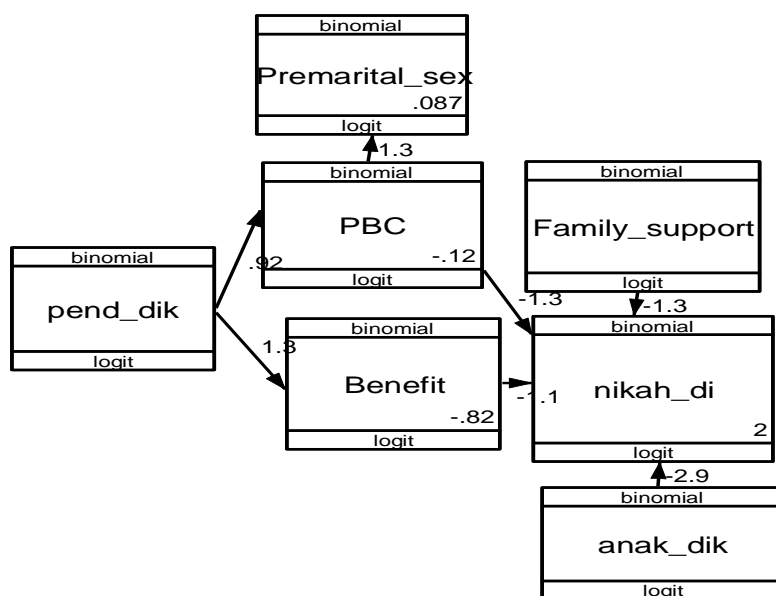 binomial
Premarital_sex
.087
logit
1.3
binomial
PBC
-.12
logit
binomial
Family_support
logit
binomial
pend_dik
logit
.92
1.3
-1.3
-1.3
binomial
Benefit
-.82
logit
-1.1
binomial
nikah_di
2
logit
-2.9
binomial
anak_dik
logit